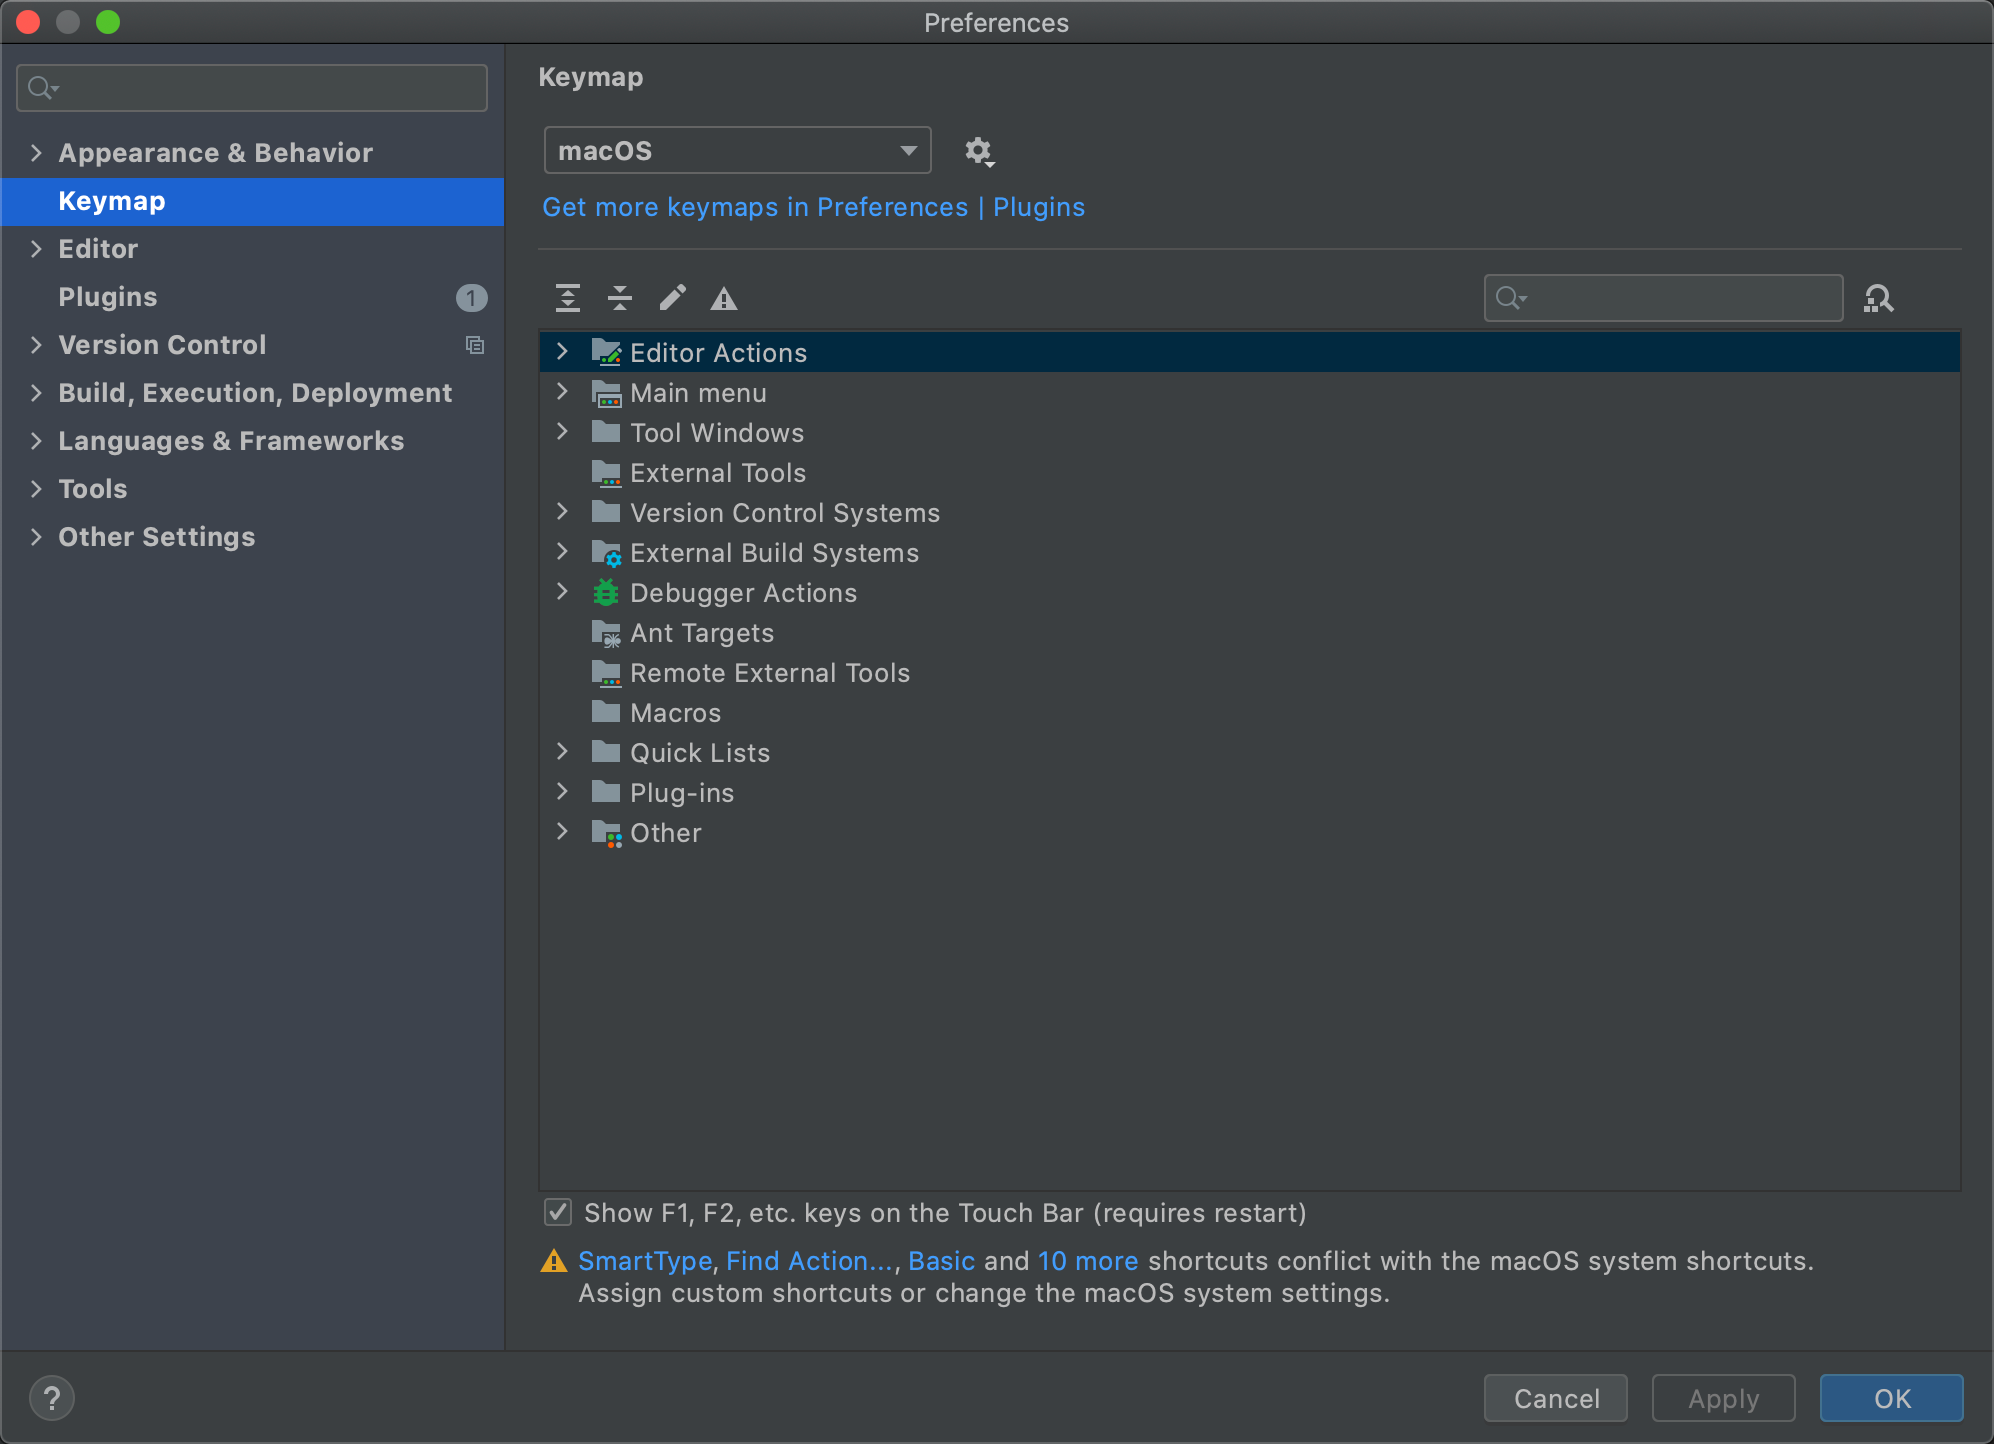 Preferences
Appearance & Behavior
Keymap
Editor
Plugins
1
Version Control
Build, Execution, Deployment
Languages & Frameworks
Tools
Other Settings
Keymap
macOS
Get more keymaps in Preferences | Plugins
Editor Actions
Main menu
Tool Windows
External Tools
Version Control Systems
External Build Systems
Debugger Actions
Ant Targets
Remote External Tools
Macros
Quick Lists
Plug-ins
Other
Show F1, F2, etc. keys on the Touch Bar (requires restart)
SmartType, Find Action..., Basic and 10 more shortcuts conflict with the macOS system shortcuts.
Assign custom shortcuts or change the macOS system settings.
?
Cancel
Apply
OK